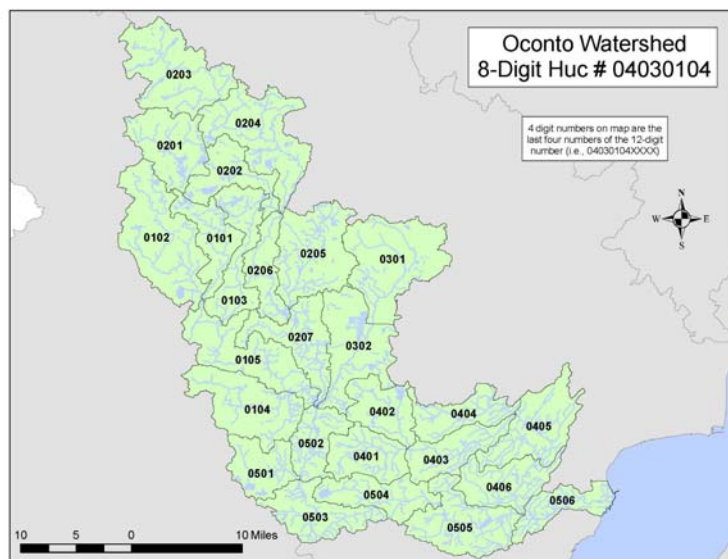 Oconto Watershed
8-Digit Huc # 04030104
4 digit numbers on map are the
last four numbers of the 12-digit
number (i.e., 04030104XXXX)
N
W E
S
0203
0204
0201
0202
0102
0101
0205
0301
0206
0103
0207
0302
0105
0104
0402
0404
0405
0502
0401
0403
0501
0406
0504
0506
0503
0505
10 5 0 10 Miles